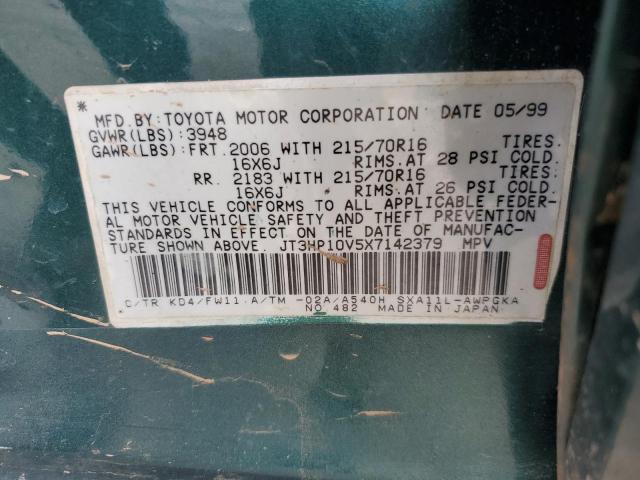 MFD.BY:TOYOTA MOTOR CORPORATION DATE 05/99
GVWR(LBS):3948
GAWR(LBS):FRT. 2006 WITH 215/70R16 TIRES.
16X6J RIMS.AT 28 PSI COLD.
RR. 2183 WITH 215/70R16 TIRES.
16X6J RIMS.AT 26 PSI COLD.
THIS VEHICLE CONFORMS TO ALL APPLICABLE FEDER-
AL MOTOR VEHICLE SAFETY AND THEFT PREVENTION
STANDARDS IN EFFECT ON THE DATE OF MANUFAC-
TURE SHOWN ABOVE. JT3HP10V5X7142379 MPV
C/TR KD4/FW11.A/TM -02A/A540H SXA11L-AWPGKA
NO.482 MADE IN JAPAN